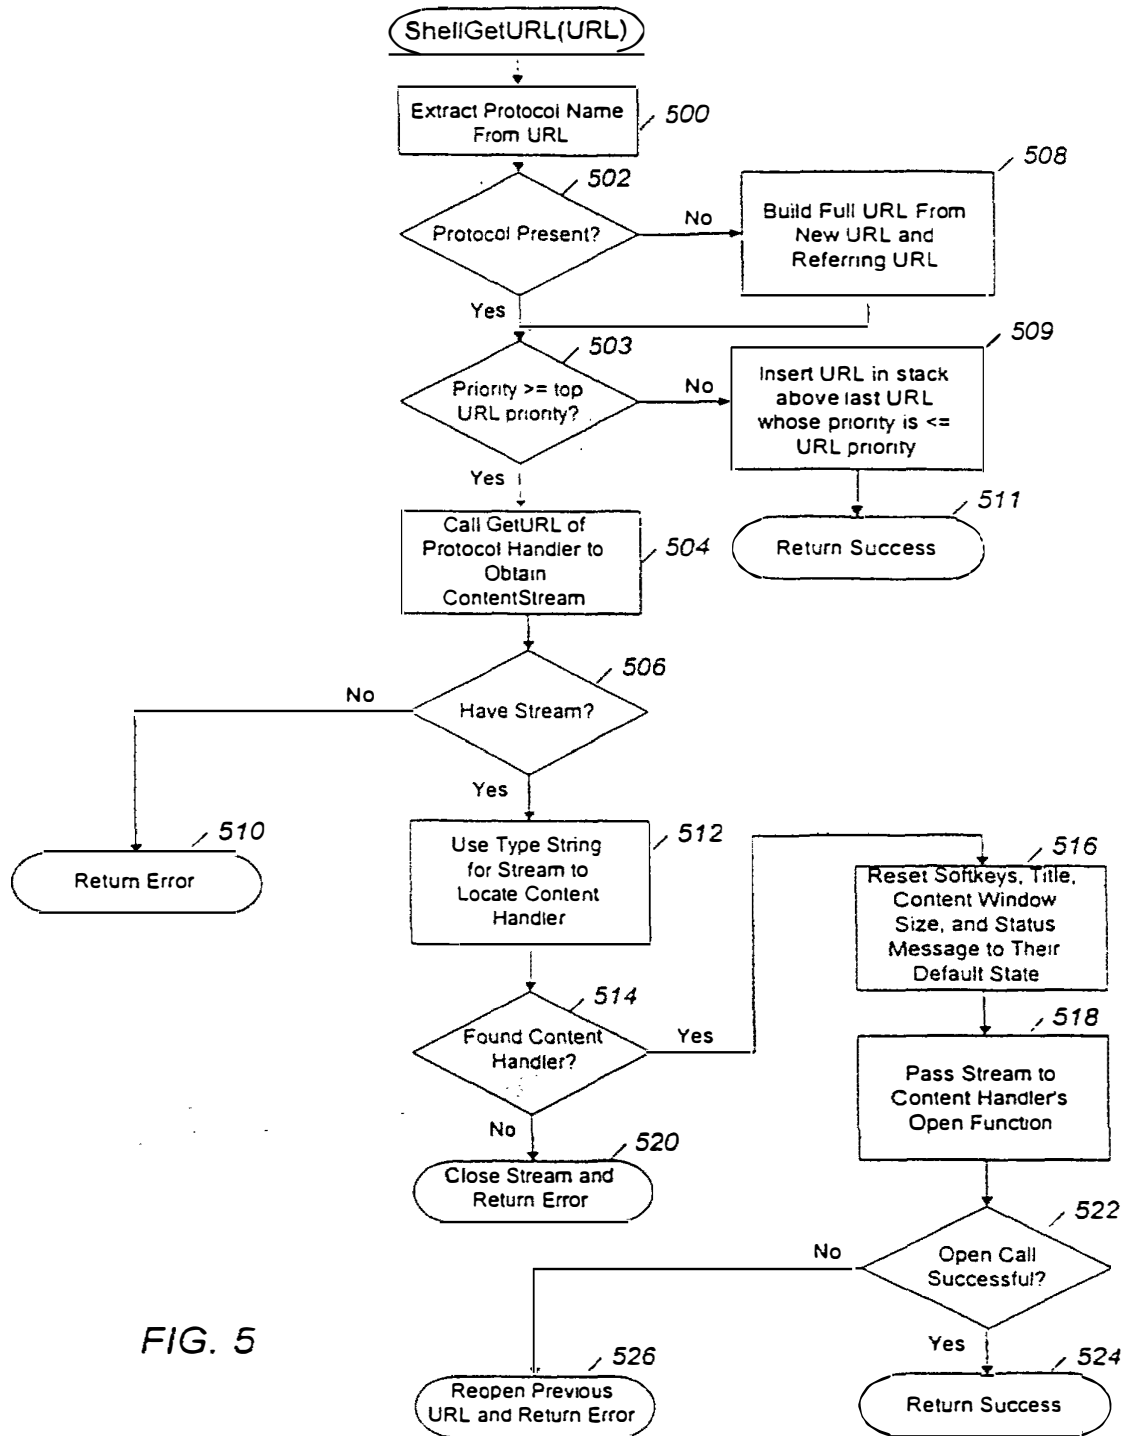 ShellGetURL(URL)
Extract Protocol Name
From URL
500
502
Protocol Present?
No
508
Build Full URL From
New URL and
Referring URL
Yes
503
Priority >= top
URL priority?
No
509
Insert URL in stack
above last URL
whose priority is <=
URL priority
Yes
511
Return Success
Call GetURL of
Protocol Handler to
Obtain
ContentStream
504
506
Have Stream?
No
Yes
510
Return Error
Use Type String
for Stream to
Locate Content
Handler
512
516
Reset Softkeys, Title,
Content Window
Size, and Status
Message to Their
Default State
514
Found Content
Handler?
Yes
518
Pass Stream to
Content Handler's
Open Function
No
520
Close Stream and
Return Error
522
Open Call
Successful?
No
Yes
FIG. 5
526
Reopen Previous
URL and Return Error
524
Return Success